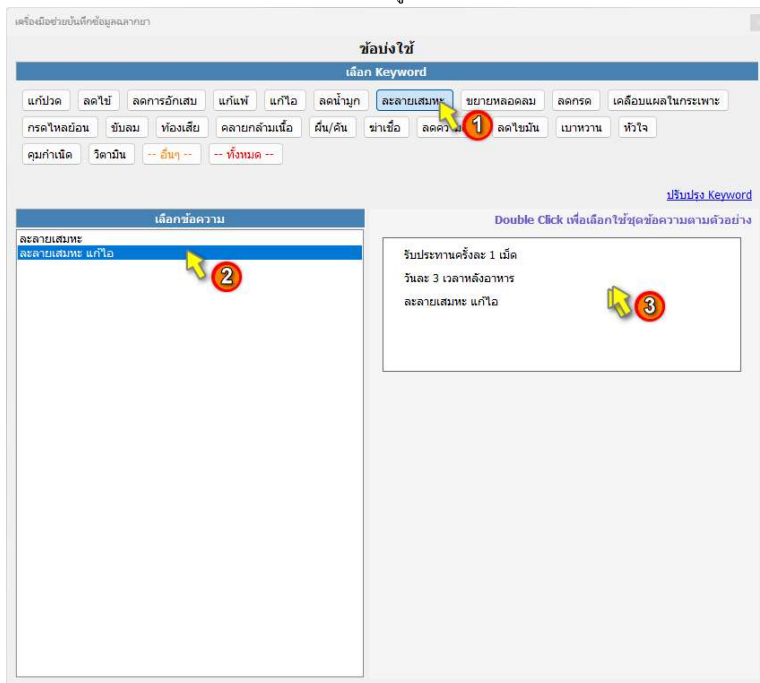 เครื่องมือช่วยบันทึกข้อมูลฉลากยา
ข้อบ่งใช้
เลือก Keyword
แก้ปวด ลดไข้ ลดการอักเสบ แก้แพ้ แก้ไอ ลดน้ำมูก ละลายเสมหะ ขยายหลอดลม ลดกรด เคลือบแผลในกระเพาะ
กรดไหลย้อน ขับลม ท้องเสีย คลายกล้ามเนื้อ ผื่น/คัน ฆ่าเชื้อ 1 ลดไขมัน เบาหวาน หัวใจ
คุมกำเนิด วิตามิน -- อื่นๆ -- -- ทั้งหมด --
ปรับปรุง Keyword
เลือกข้อความ
Double Click เพื่อเลือกใช้ชุดข้อความตามตัวอย่าง
ละลายเสมหะ
ละลายเสมหะ แก้ไอ
2
รับประทานครั้งละ 1 เม็ด
วันละ 3 เวลาหลังอาหาร
ละลายเสมหะ แก้ไอ
3